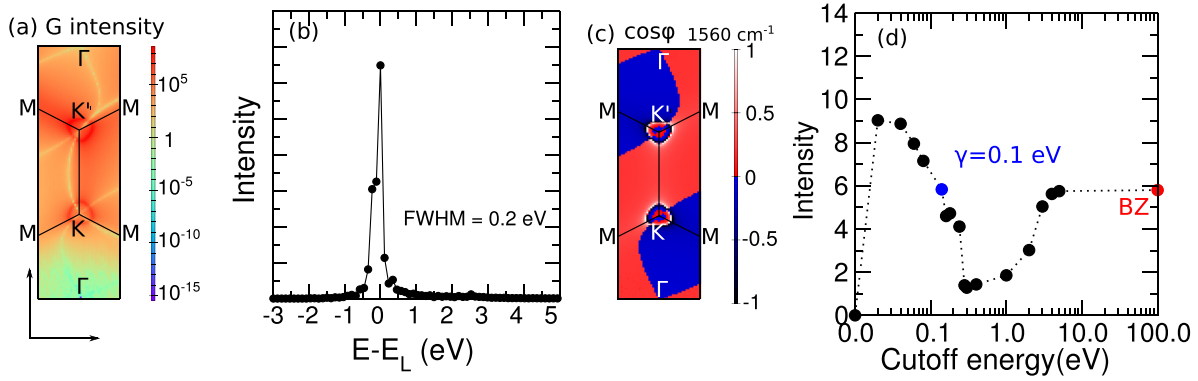 (a) G intensity
Γ
M
K'
M
M
K
M
Γ
10⁵
1
10⁻⁵
10⁻¹⁰
10⁻¹⁵
(b)
Intensity
FWHM = 0.2 eV
-3 -2 -1 0 1 2 3 4 5
E-E_L (eV)
(c) cosφ 1560 cm⁻¹
Γ
M
K'
M
M
K
M
Γ
1
0.5
0
-0.5
-1
(d)
Intensity
14
12
10
8
6
4
2
0
γ=0.1 eV
BZ
0.0 0.1 1.0 10.0 100.0
Cutoff energy(eV)